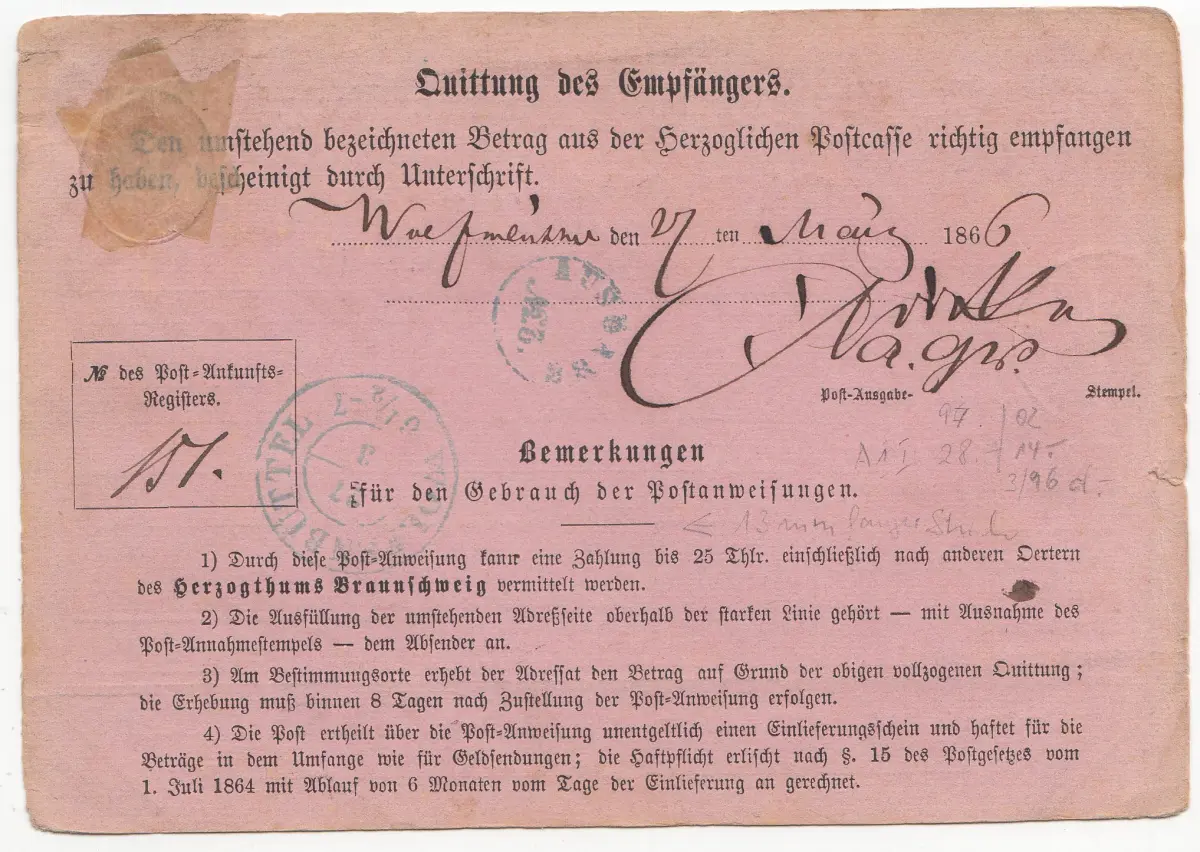 Quittung des Empfängers.
Den umstehend bezeichneten Betrag aus der Herzoglichen Postcasse richtig empfangen
zu haben, bescheinigt durch Unterschrift.
den 27 ten März 1866
AUSG
Post-Ausgabe- Stempel.
№ des Post-Ankunfts-
Registers.
151.
WOLFENBÜTTEL
Bemerkungen
für den Gebrauch der Postanweisungen.
1) Durch diese Post-Anweisung kann eine Zahlung bis 25 Thlr. einschließlich nach anderen Oertern
des Herzogthums Braunschweig vermittelt werden.
2) Die Ausfüllung der umstehenden Adreßseite oberhalb der starken Linie gehört — mit Ausnahme des
Post-Annahmestempels — dem Absender an.
3) Am Bestimmungsorte erhebt der Adressat den Betrag auf Grund der obigen vollzogenen Quittung;
die Erhebung muß binnen 8 Tagen nach Zustellung der Post-Anweisung erfolgen.
4) Die Post ertheilt über die Post-Anweisung unentgeltlich einen Einlieferungsschein und haftet für die
Beträge in dem Umfange wie für Geldsendungen; die Haftpflicht erlischt nach §. 15 des Postgesetzes vom
1. Juli 1864 mit Ablauf von 6 Monaten vom Tage der Einlieferung an gerechnet.